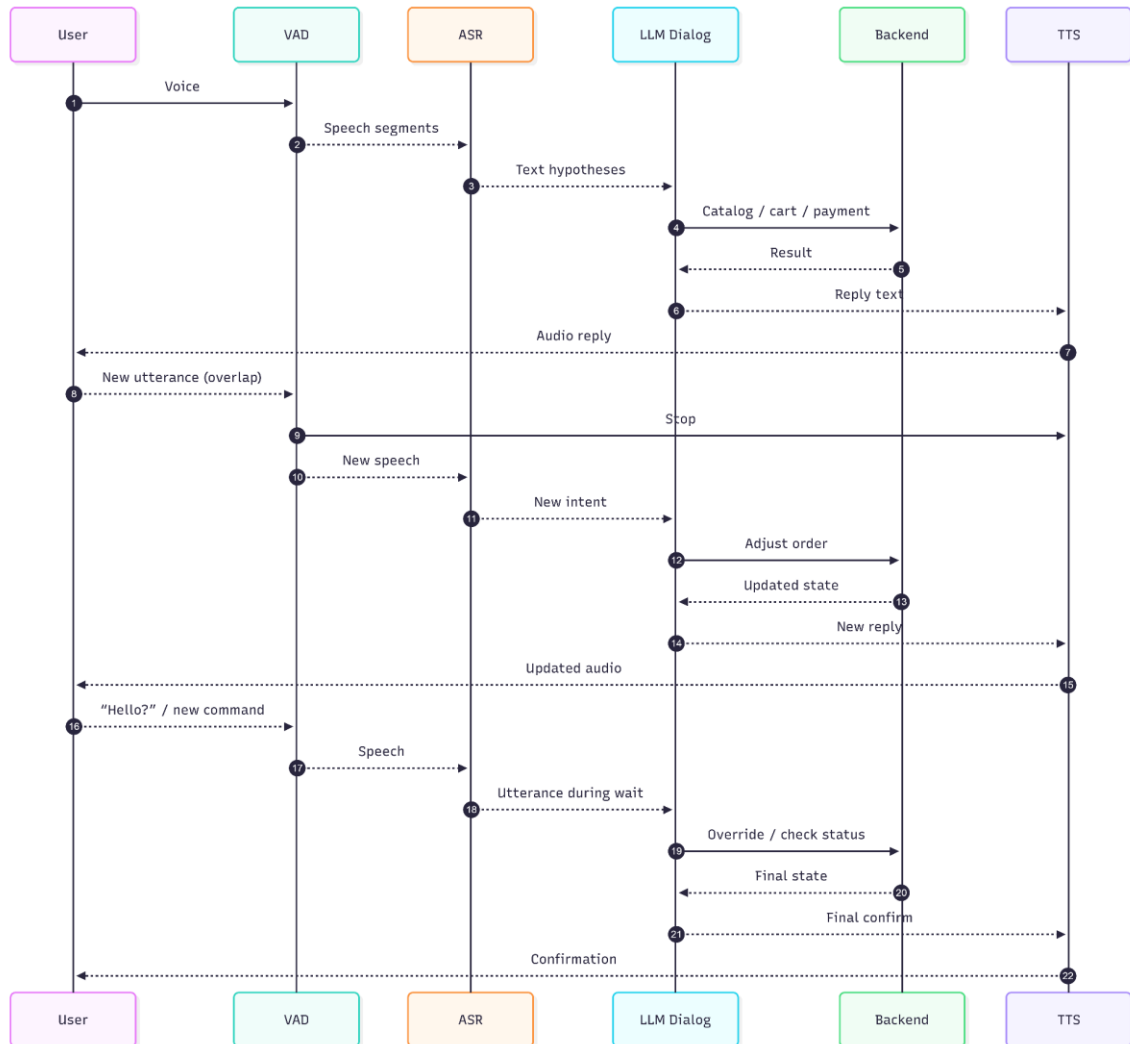 User
VAD
ASR
LLM Dialog
Backend
TTS
Voice
1
Speech segments
2
Text hypotheses
3
Catalog / cart / payment
4
Result
5
Reply text
6
Audio reply
7
New utterance (overlap)
8
Stop
9
New speech
10
New intent
11
Adjust order
12
Updated state
13
New reply
14
Updated audio
15
“Hello?” / new command
16
Speech
17
Utterance during wait
18
Override / check status
19
Final state
20
Final confirm
21
Confirmation
22
User
VAD
ASR
LLM Dialog
Backend
TTS